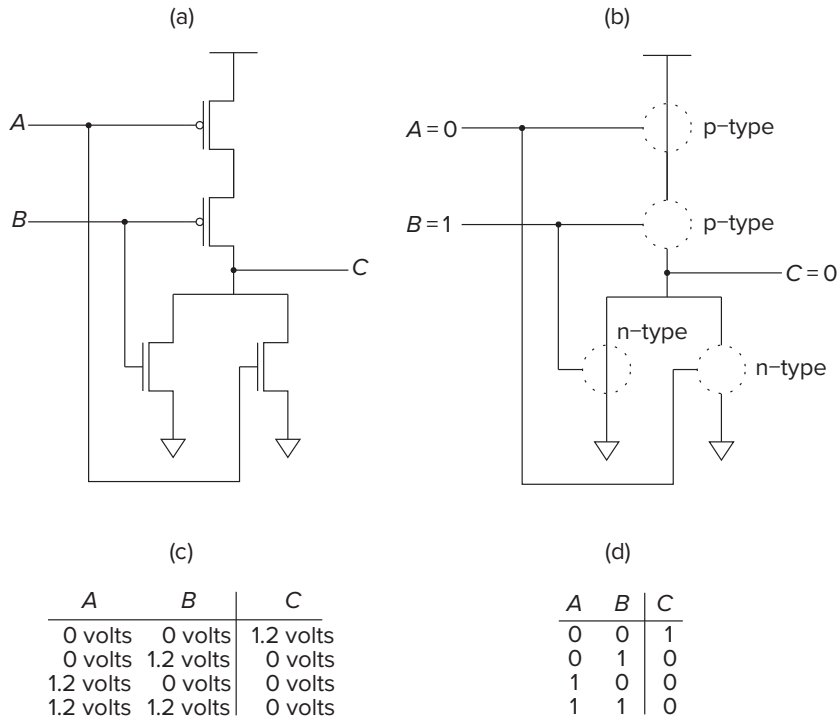 (a)
A
B
C
(b)
A = 0
p–type
B = 1
p–type
C = 0
n–type
n–type
(c)
A B C
0 volts 0 volts 1.2 volts
0 volts 1.2 volts 0 volts
1.2 volts 0 volts 0 volts
1.2 volts 1.2 volts 0 volts
(d)
A B C
0 0 1
0 1 0
1 0 0
1 1 0